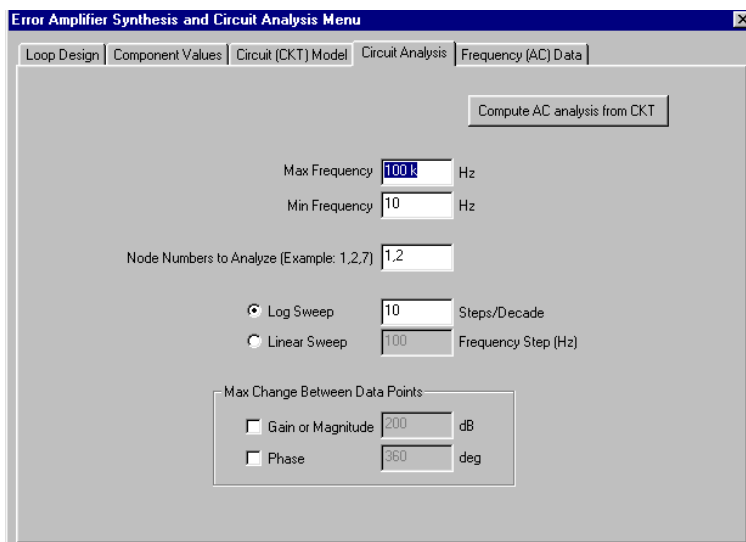 Error Amplifier Synthesis and Circuit Analysis Menu
Loop Design Component Values Circuit (CKT) Model Circuit Analysis Frequency (AC) Data
Compute AC analysis from CKT
Max Frequency 100 k Hz
Min Frequency 10 Hz
Node Numbers to Analyze (Example: 1,2,7) 1,2
Log Sweep 10 Steps/Decade
Linear Sweep 100 Frequency Step (Hz)
Max Change Between Data Points
Gain or Magnitude 200 dB
Phase 360 deg